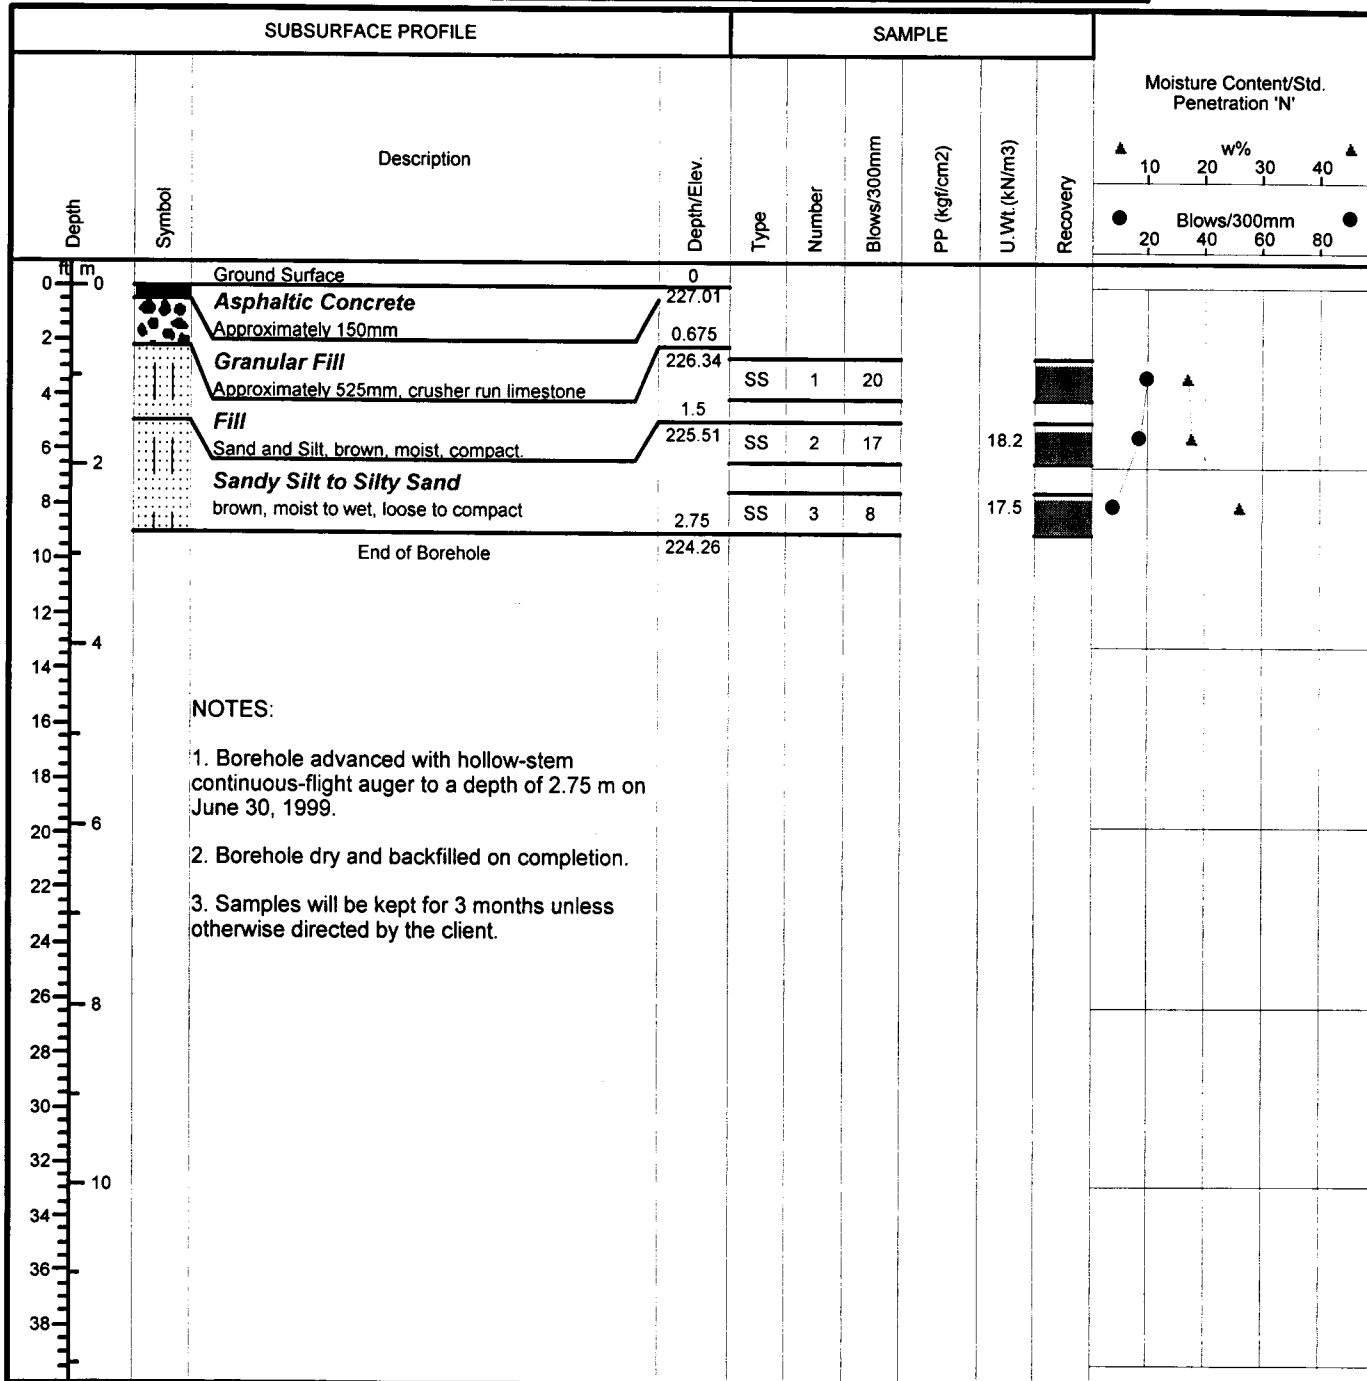 SUBSURFACE PROFILE
SAMPLE
Depth
Symbol
Description
Depth/Elev.
Type
Number
Blows/300mm
PP (kgf/cm2)
U.Wt.(kN/m3)
Recovery
Moisture Content/Std.
Penetration 'N'
w%
10 20 30 40
Blows/300mm
20 40 60 80
ft m
0 0
Ground Surface 0
Asphaltic Concrete 227.01
Approximately 150mm 0.675
2
Granular Fill 226.34
Approximately 525mm, crusher run limestone
SS 1 20
4
1.5
Fill 225.51
Sand and Silt, brown, moist, compact.
SS 2 17 18.2
6
2
Sandy Silt to Silty Sand
brown, moist to wet, loose to compact
8
2.75
SS 3 8 17.5
End of Borehole 224.26
10
12
4
14
NOTES:
16
1. Borehole advanced with hollow-stem
continuous-flight auger to a depth of 2.75 m on
June 30, 1999.
18
6
20
2. Borehole dry and backfilled on completion.
22
3. Samples will be kept for 3 months unless
otherwise directed by the client.
24
26
8
28
30
32
10
34
36
38